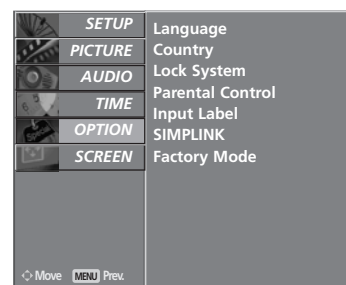 SETUP
PICTURE
AUDIO
TIME
OPTION
SCREEN
Language
Country
Lock System
Parental Control
Input Label
SIMPLINK
Factory Mode
Move MENU Prev.